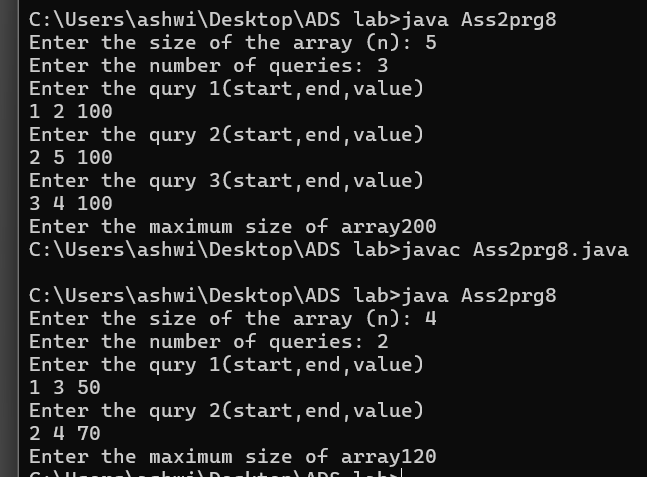 C:\Users\ashwi\Desktop\ADS lab>java Ass2prg8
Enter the size of the array (n): 5
Enter the number of queries: 3
Enter the qury 1(start,end,value)
1 2 100
Enter the qury 2(start,end,value)
2 5 100
Enter the qury 3(start,end,value)
3 4 100
Enter the maximum size of array200
C:\Users\ashwi\Desktop\ADS lab>javac Ass2prg8.java
C:\Users\ashwi\Desktop\ADS lab>java Ass2prg8
Enter the size of the array (n): 4
Enter the number of queries: 2
Enter the qury 1(start,end,value)
1 3 50
Enter the qury 2(start,end,value)
2 4 70
Enter the maximum size of array120
C:\Users\ashwi\Desktop\ADS lab>